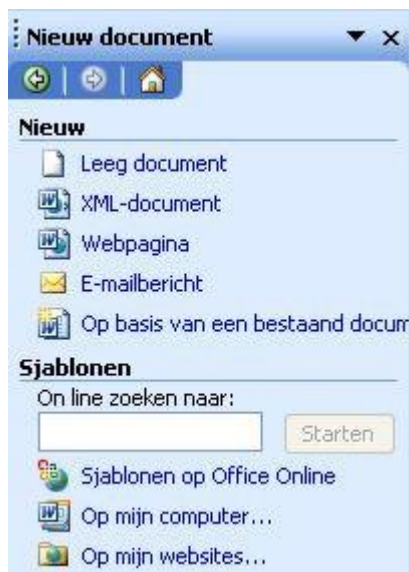 Nieuw document
Nieuw
Leeg document
XML-document
Webpagina
E-mailbericht
Op basis van een bestaand docum
Sjablonen
On line zoeken naar:
Starten
Sjablonen op Office Online
Op mijn computer...
Op mijn websites...